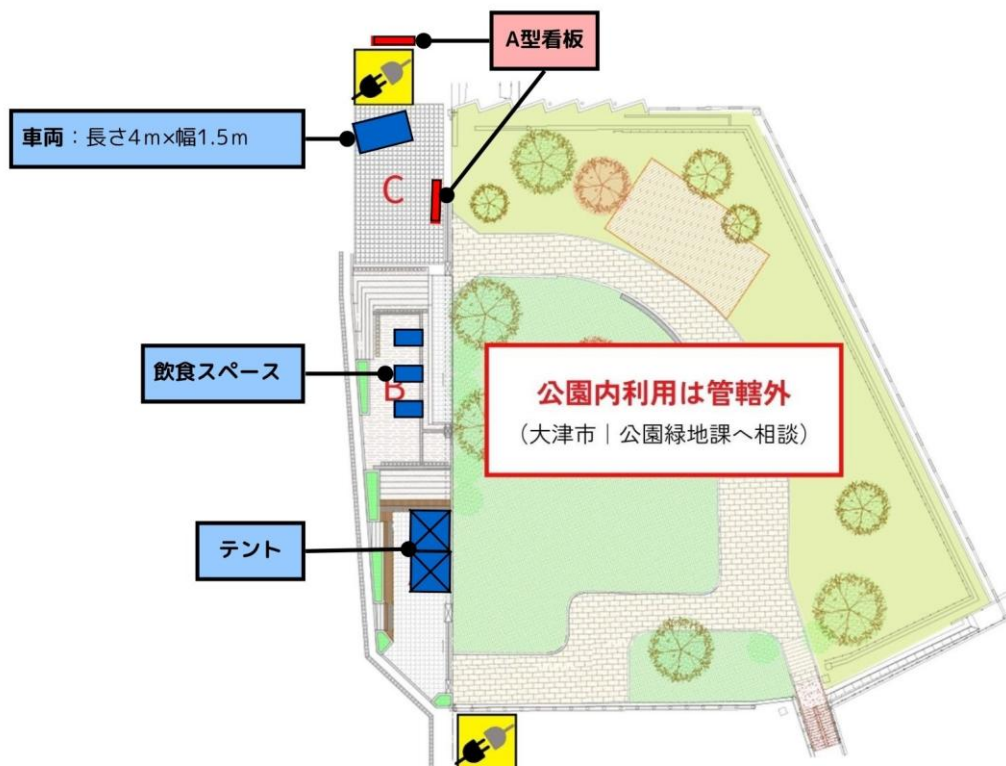 A型看板
車両：長さ4m×幅1.5m
C
飲食スペース
B
公園内利用は管轄外
（大津市｜公園緑地課へ相談）
テント